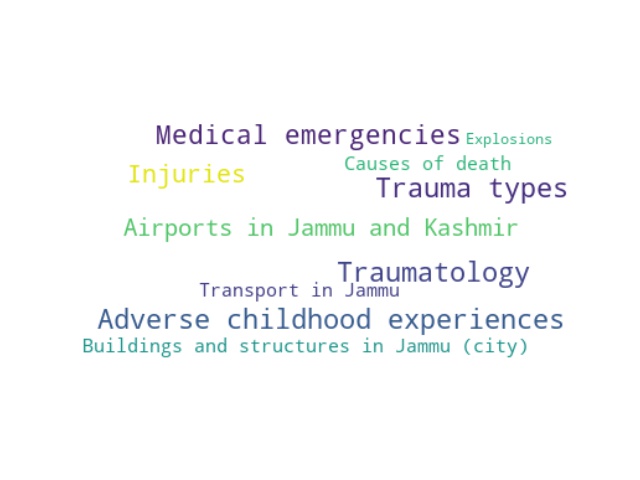 Medical emergencies
Explosions
Causes of death
Injuries
Trauma types
Airports in Jammu and Kashmir
Traumatology
Transport in Jammu
Adverse childhood experiences
Buildings and structures in Jammu (city)